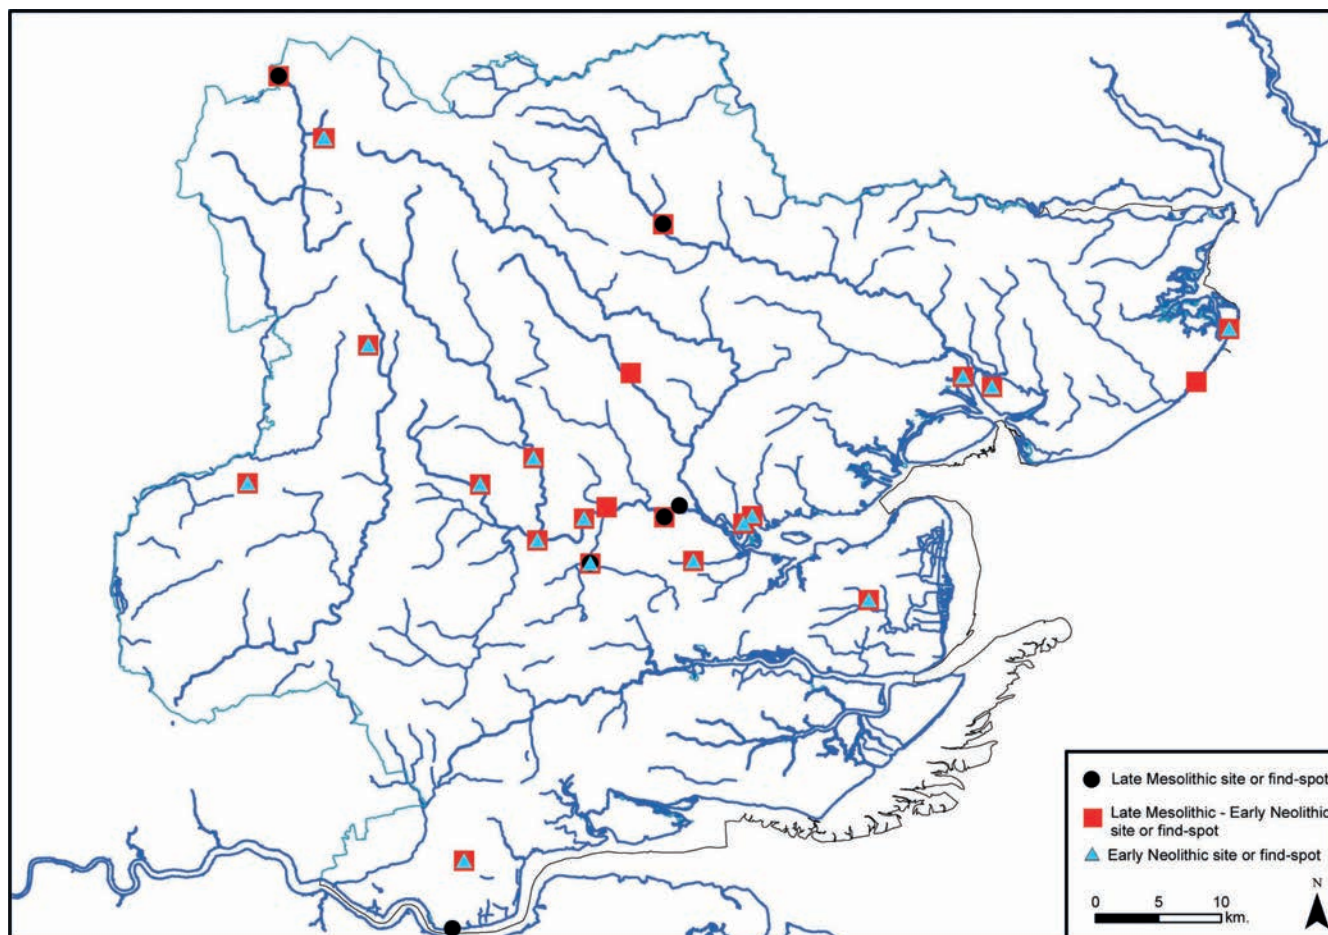 Late Mesolithic site or find-spot
Late Mesolithic - Early Neolithic
site or find-spot
Early Neolithic site or find-spot
N
0 5 10
km.